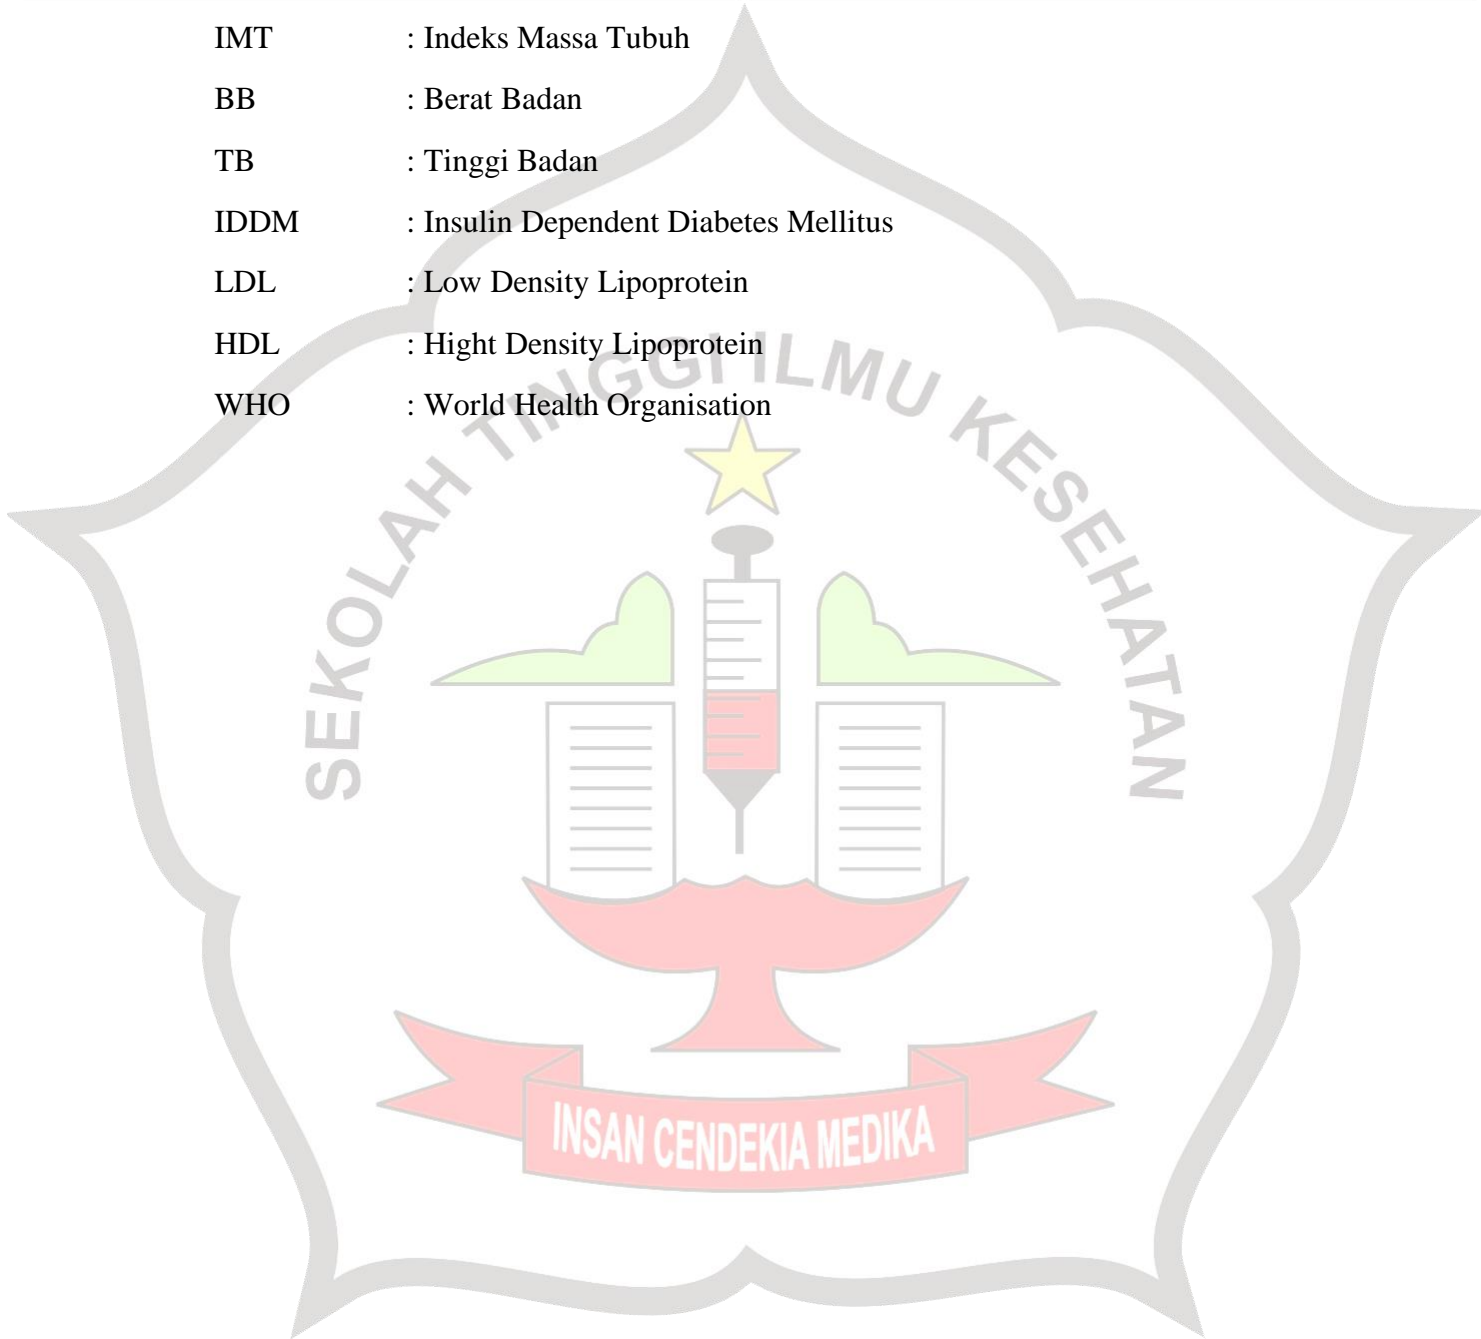 IMT : Indeks Massa Tubuh
BB : Berat Badan
TB : Tinggi Badan
IDDM : Insulin Dependent Diabetes Mellitus
LDL : Low Density Lipoprotein
HDL : Hight Density Lipoprotein
WHO : World Health Organisation
SEKOLAH TINGGI ILMU KESEHATAN
INSAN CENDEKIA MEDIKA